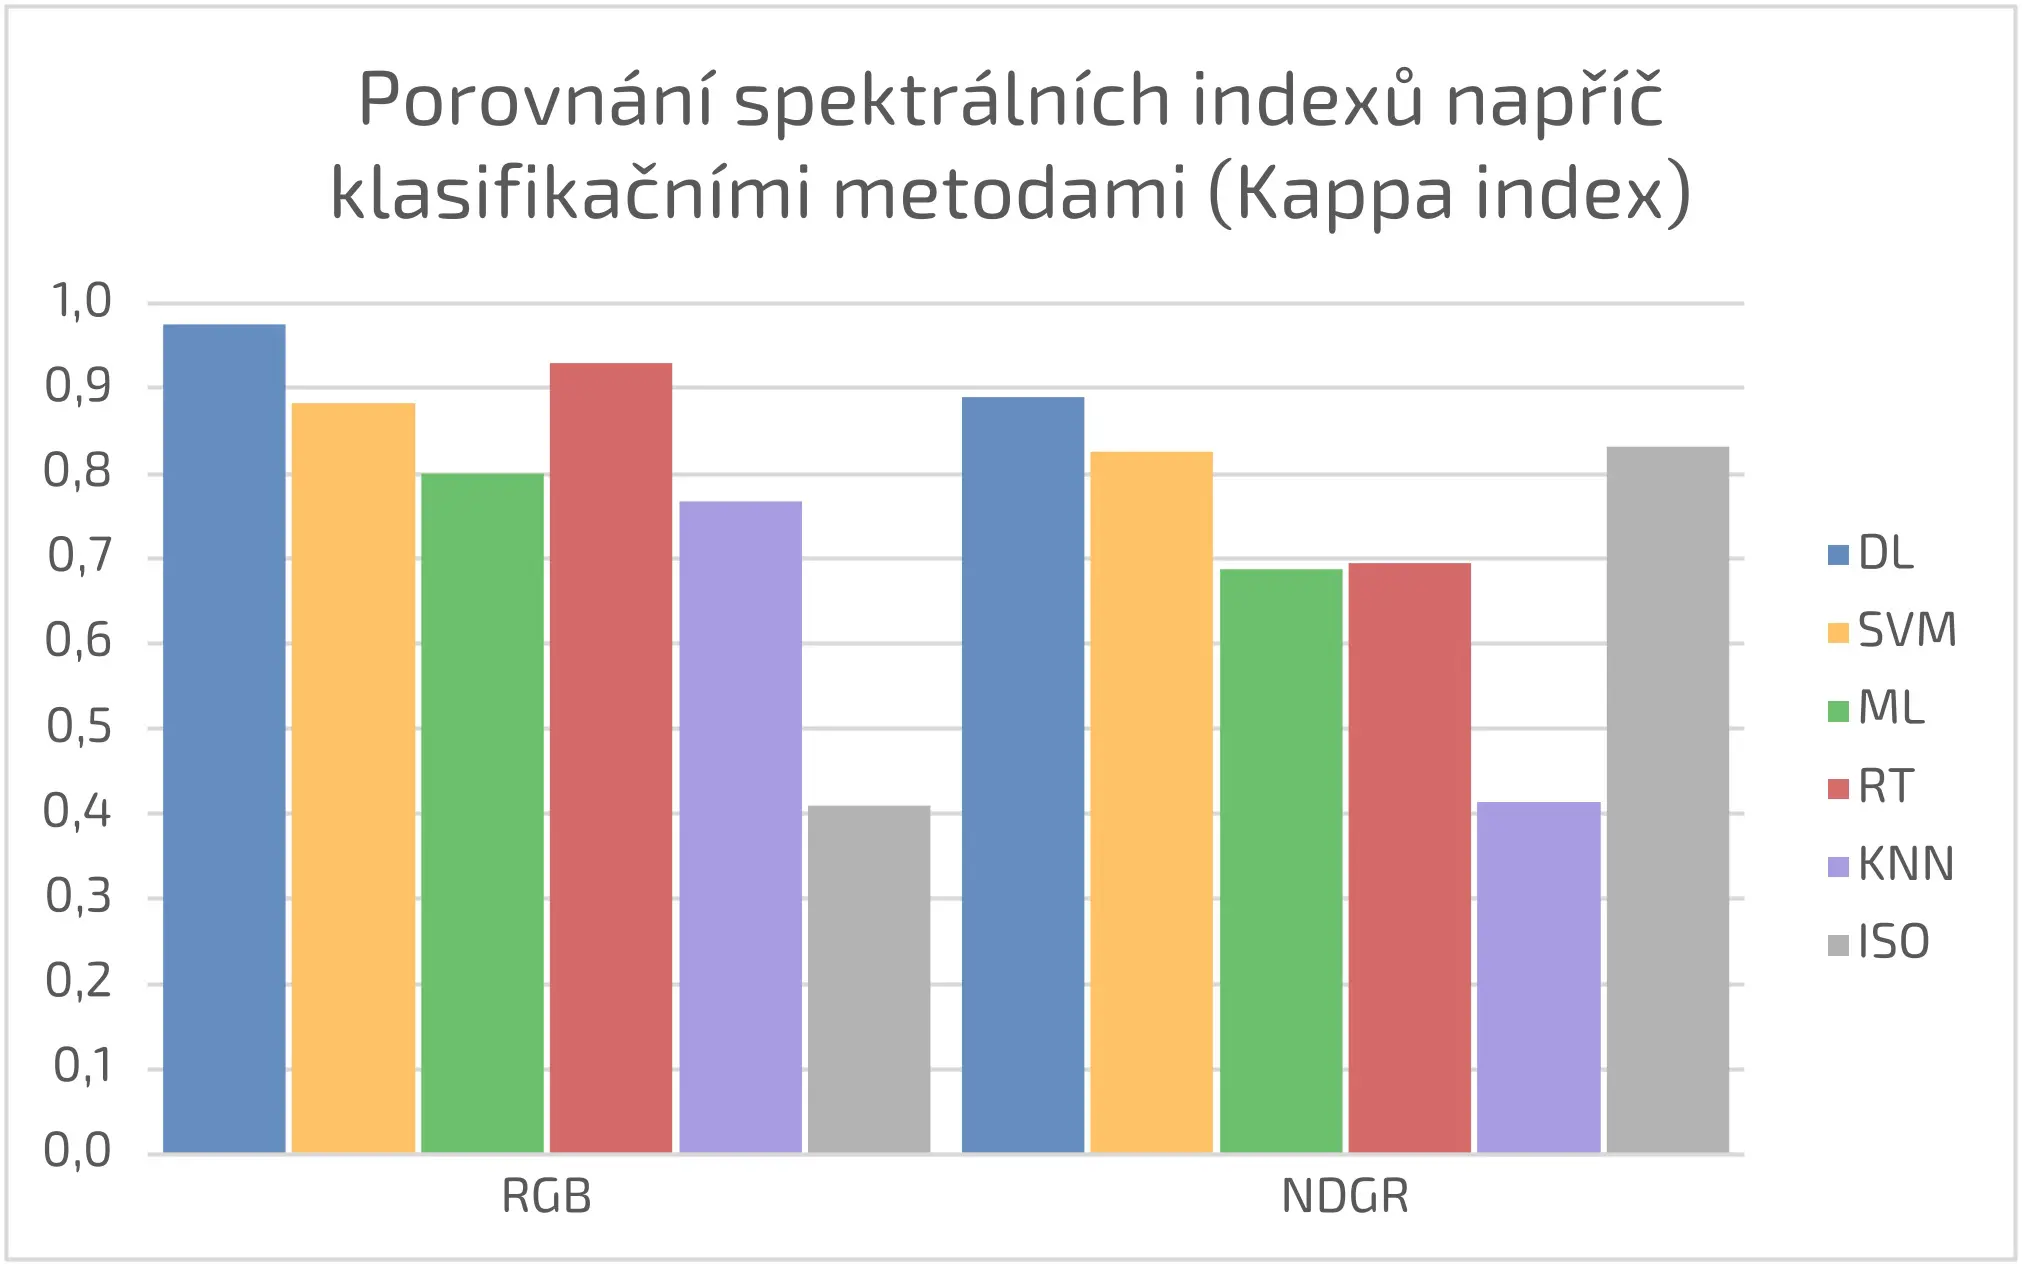 Porovnání spektrálních indexů napříč
klasifikačními metodami (Kappa index)
1,0
0,9
0,8
0,7
0,6
0,5
0,4
0,3
0,2
0,1
0,0
RGB
NDGR
DL
SVM
ML
RT
KNN
ISO